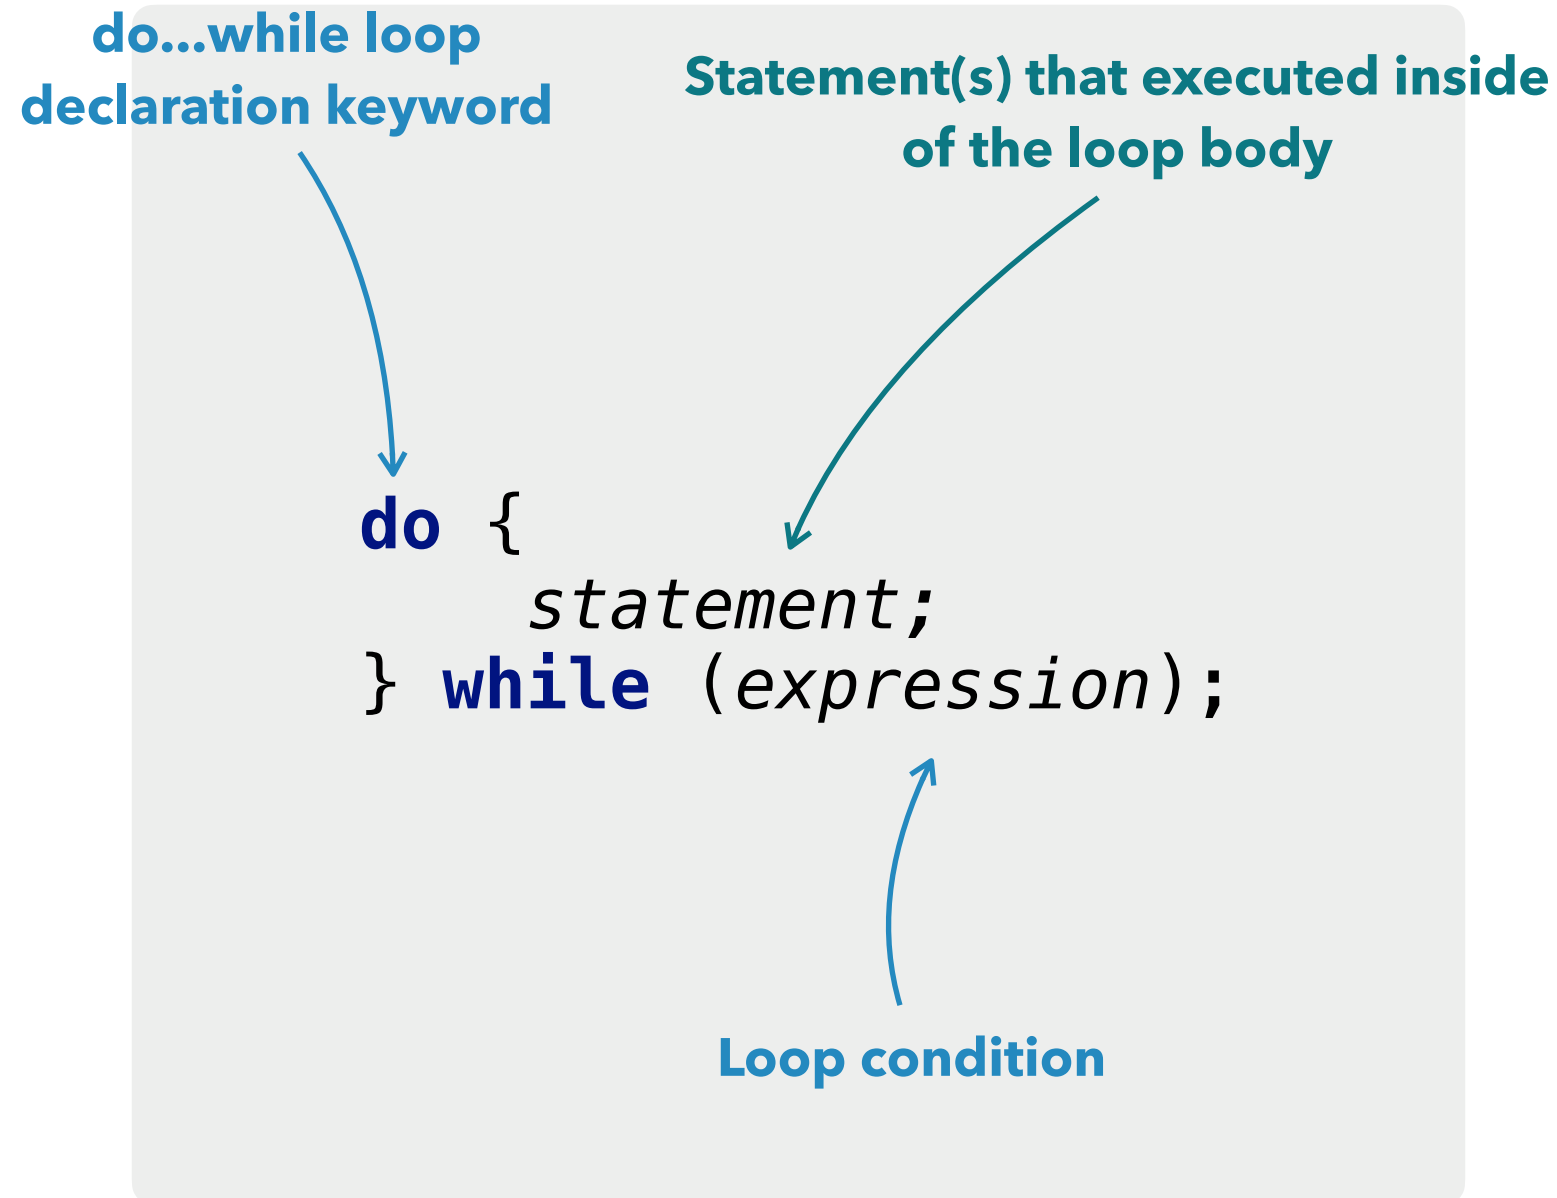 do...while loop
declaration keyword
Statement(s) that executed inside
of the loop body
do {
statement;
} while (expression);
Loop condition